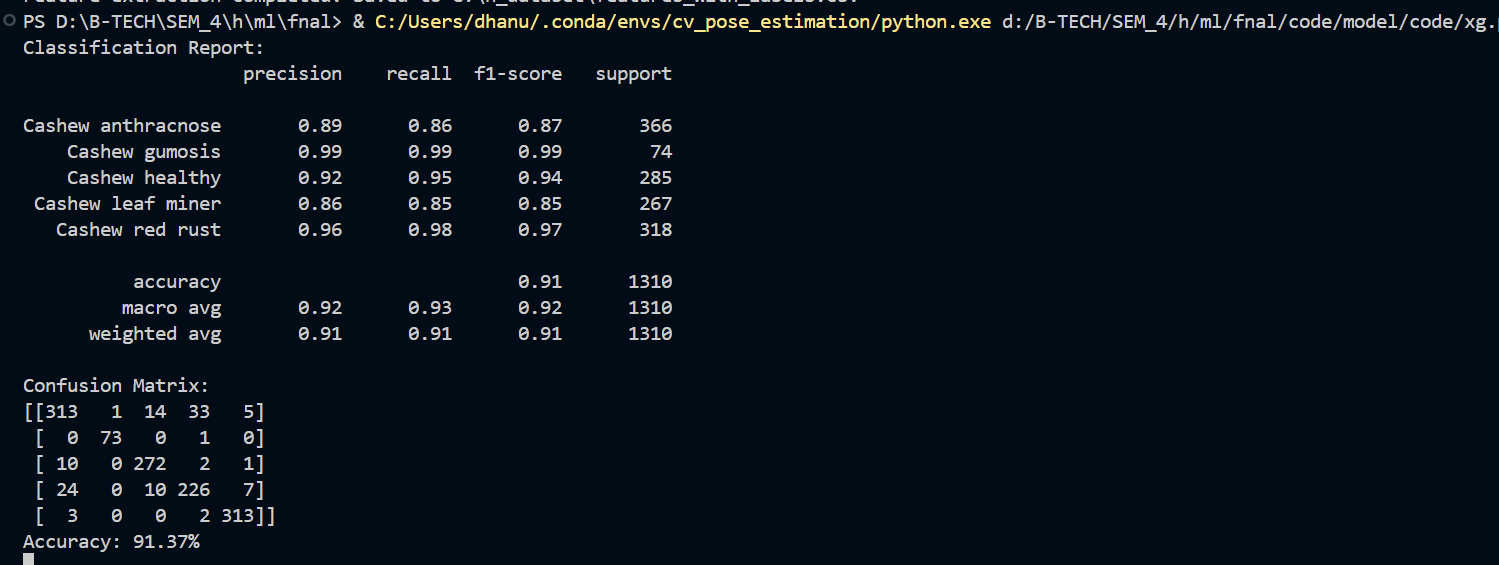 PS D:\B-TECH\SEM_4\h\ml\fnal> & C:/Users/dhanu/.conda/envs/cv_pose_estimation/python.exe d:/B-TECH/SEM_4/h/ml/fnal/code/model/code/xg.
Classification Report:
precision recall f1-score support
Cashew anthracnose 0.89 0.86 0.87 366
Cashew gumosis 0.99 0.99 0.99 74
Cashew healthy 0.92 0.95 0.94 285
Cashew leaf miner 0.86 0.85 0.85 267
Cashew red rust 0.96 0.98 0.97 318
accuracy 0.91 1310
macro avg 0.92 0.93 0.92 1310
weighted avg 0.91 0.91 0.91 1310
Confusion Matrix:
[[313 1 14 33 5]
[ 0 73 0 1 0]
[ 10 0 272 2 1]
[ 24 0 10 226 7]
[ 3 0 0 2 313]]
Accuracy: 91.37%